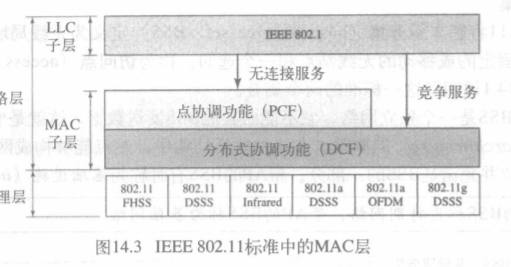 LLC
子层
IEEE 802.1
无连接服务
竞争服务
络层
MAC
子层
点协调功能（PCF）
分布式协调功能（DCF）
理层
802.11 FHSS
802.11 DSSS
802.11 Infrared
802.11a DSSS
802.11a OFDM
802.11g DSSS
图14.3 IEEE 802.11标准中的MAC层